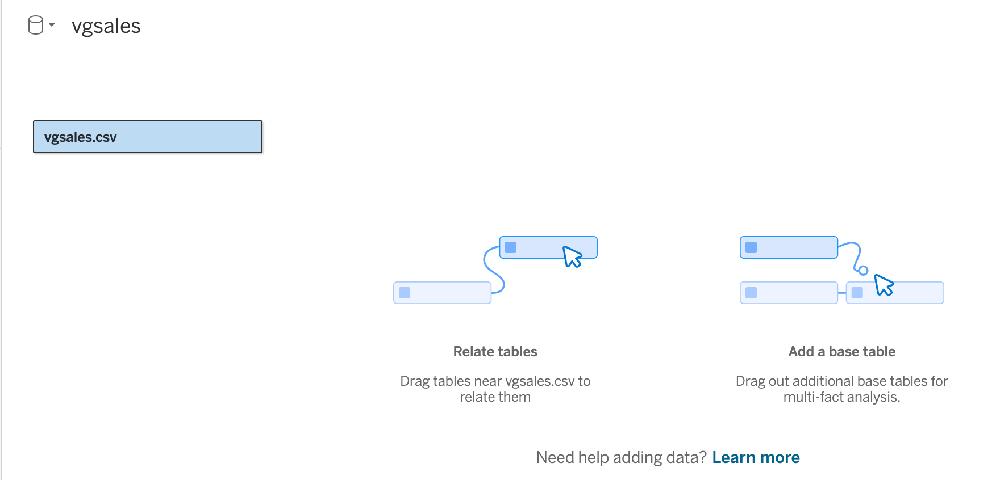 vgsales
vgsales.csv
Relate tables
Drag tables near vgsales.csv to
relate them
Add a base table
Drag out additional base tables for
multi-fact analysis.
Need help adding data? Learn more